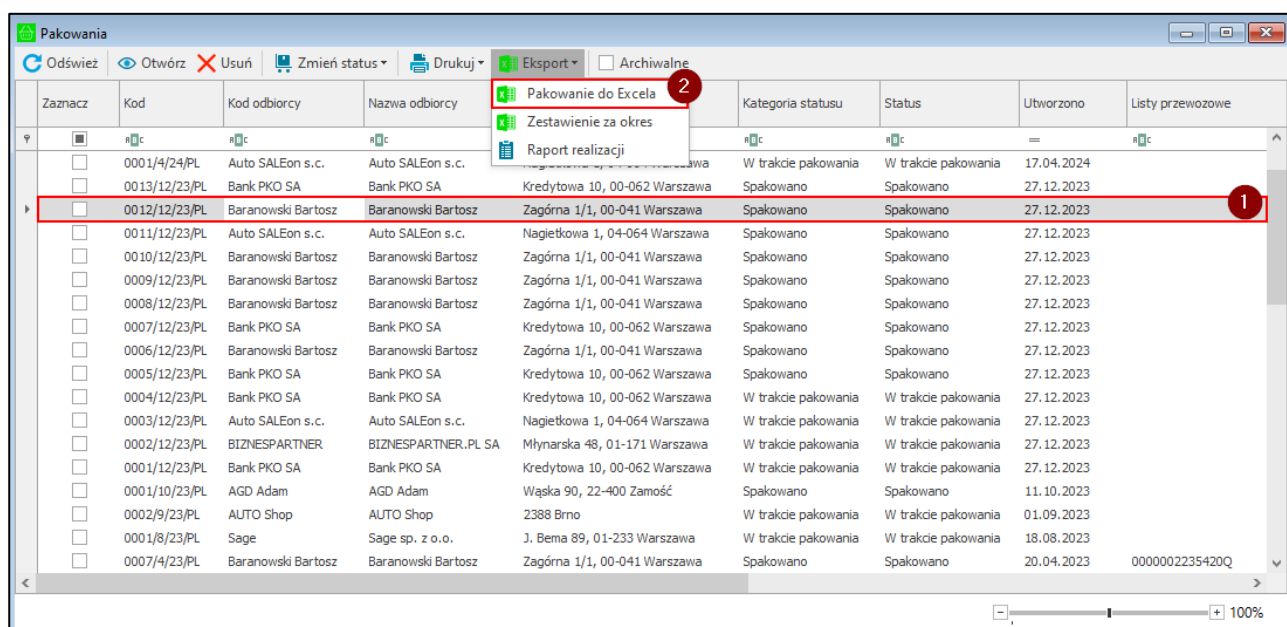 Pakowania
Odśwież Otwórz Usuń Zmień status Drukuj Eksport Archiwalne
Pakowanie do Excela 2
Zestawienie za okres
Raport realizacji
Zaznacz Kod Kod odbiorcy Nazwa odbiorcy Kategoria statusu Status Utworzono Listy przewozowe
0001/4/24/PL Auto SALEon s.c. Auto SALEon s.c. W trakcie pakowania W trakcie pakowania 17.04.2024
0013/12/23/PL Bank PKO SA Bank PKO SA Kredytowa 10, 00-062 Warszawa Spakowano Spakowano 27.12.2023
0012/12/23/PL Baranowski Bartosz Baranowski Bartosz Zagórna 1/1, 00-041 Warszawa Spakowano Spakowano 27.12.2023 1
0011/12/23/PL Auto SALEon s.c. Auto SALEon s.c. Nagietkowa 1, 04-064 Warszawa Spakowano Spakowano 27.12.2023
0010/12/23/PL Baranowski Bartosz Baranowski Bartosz Zagórna 1/1, 00-041 Warszawa Spakowano Spakowano 27.12.2023
0009/12/23/PL Baranowski Bartosz Baranowski Bartosz Zagórna 1/1, 00-041 Warszawa Spakowano Spakowano 27.12.2023
0008/12/23/PL Baranowski Bartosz Baranowski Bartosz Zagórna 1/1, 00-041 Warszawa Spakowano Spakowano 27.12.2023
0007/12/23/PL Bank PKO SA Bank PKO SA Kredytowa 10, 00-062 Warszawa Spakowano Spakowano 27.12.2023
0006/12/23/PL Baranowski Bartosz Baranowski Bartosz Zagórna 1/1, 00-041 Warszawa Spakowano Spakowano 27.12.2023
0005/12/23/PL Bank PKO SA Bank PKO SA Kredytowa 10, 00-062 Warszawa Spakowano Spakowano 27.12.2023
0004/12/23/PL Bank PKO SA Bank PKO SA Kredytowa 10, 00-062 Warszawa W trakcie pakowania W trakcie pakowania 27.12.2023
0003/12/23/PL Auto SALEon s.c. Auto SALEon s.c. Nagietkowa 1, 04-064 Warszawa W trakcie pakowania W trakcie pakowania 27.12.2023
0002/12/23/PL BIZNESPARTNER BIZNESPARTNER.PL SA Młynarska 48, 01-171 Warszawa W trakcie pakowania W trakcie pakowania 27.12.2023
0001/12/23/PL Bank PKO SA Bank PKO SA Kredytowa 10, 00-062 Warszawa W trakcie pakowania W trakcie pakowania 27.12.2023
0001/10/23/PL AGD Adam AGD Adam Wąska 90, 22-400 Zamość Spakowano Spakowano 11.10.2023
0002/9/23/PL AUTO Shop AUTO Shop 2388 Brno W trakcie pakowania W trakcie pakowania 01.09.2023
0001/8/23/PL Sage Sage sp. z o.o. J. Bema 89, 01-233 Warszawa W trakcie pakowania W trakcie pakowania 18.08.2023
0007/4/23/PL Baranowski Bartosz Baranowski Bartosz Zagórna 1/1, 00-041 Warszawa Spakowano Spakowano 20.04.2023 0000002235420Q
100%